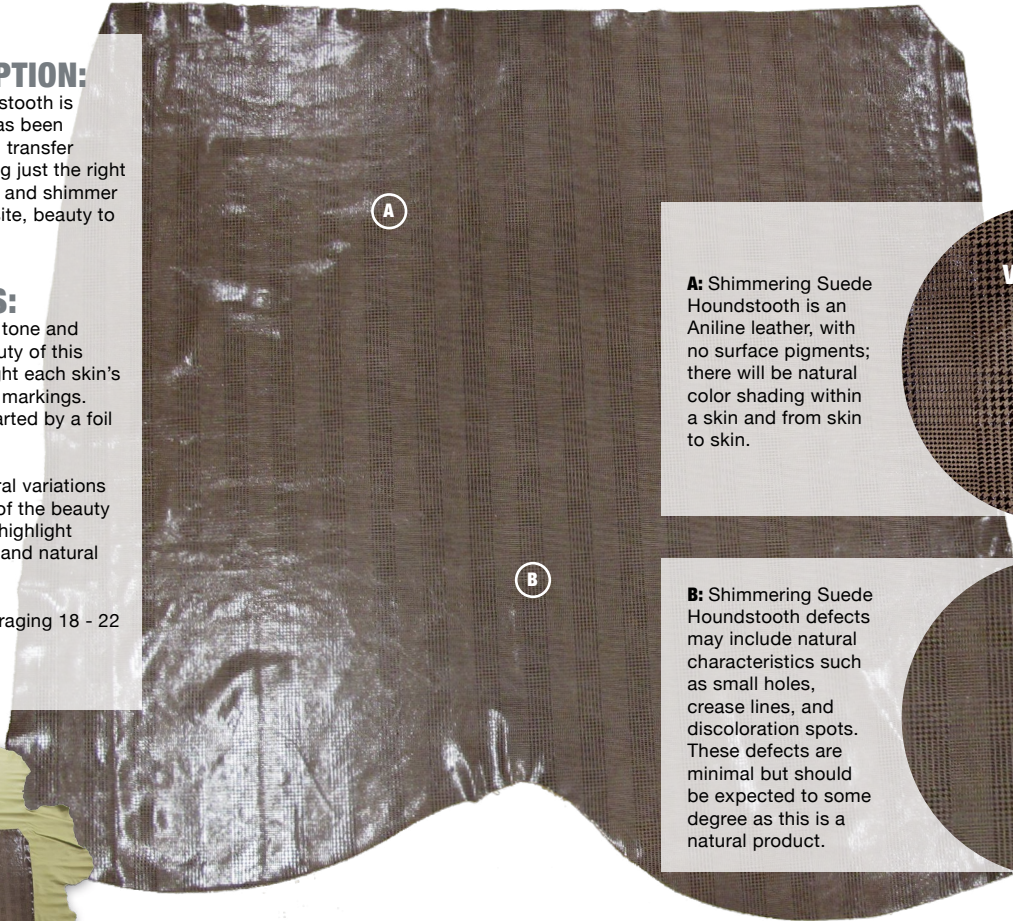 PTION:
stooth is
as been
transfer
g just the right
and shimmer
site, beauty to
S:
tone and
uty of this
ght each skin's
markings.
arted by a foil
ral variations
of the beauty
highlight
and natural
raging 18 - 22
A
B
A: Shimmering Suede
Houndstooth is an
Aniline leather, with
no surface pigments;
there will be natural
color shading within
a skin and from skin
to skin.
B: Shimmering Suede
Houndstooth defects
may include natural
characteristics such
as small holes,
crease lines, and
discoloration spots.
These defects are
minimal but should
be expected to some
degree as this is a
natural product.